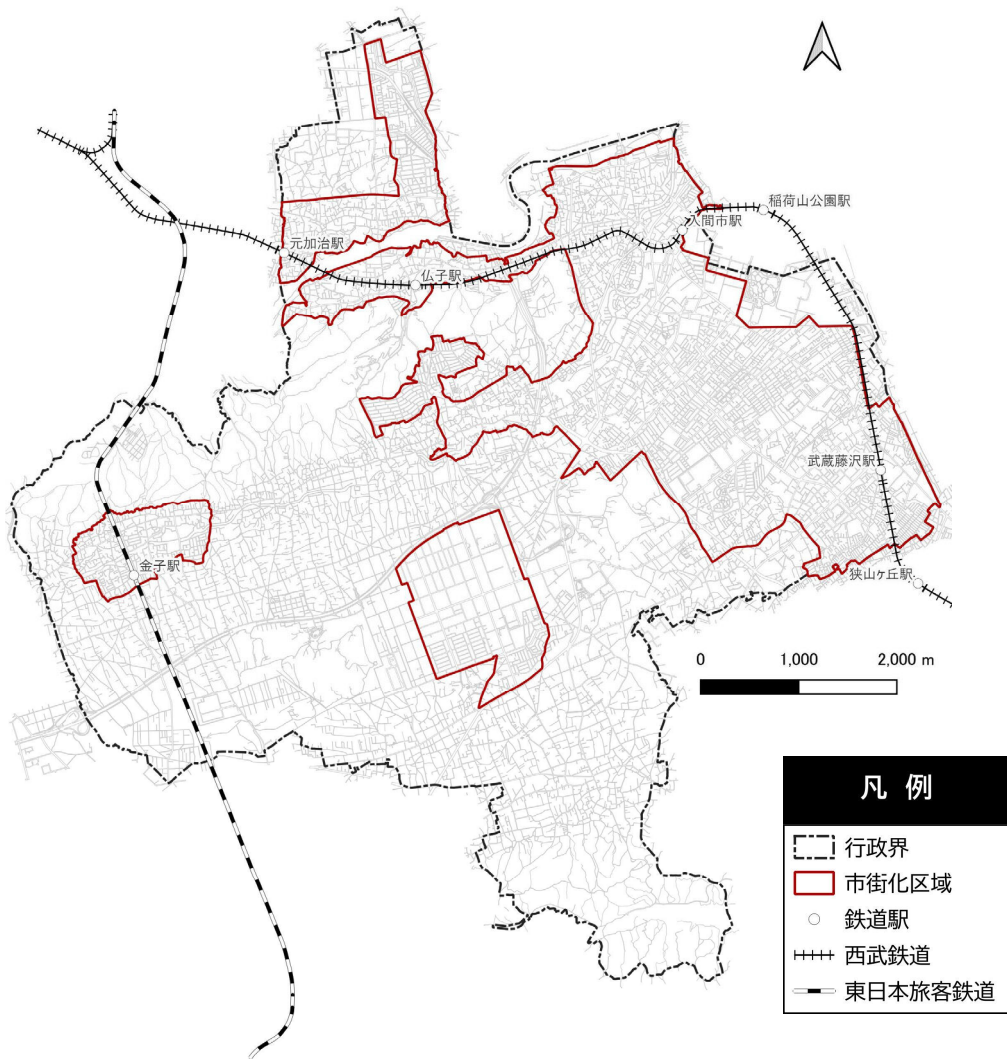 稲荷山公園駅
入間市駅
元加治駅
仏子駅
武蔵藤沢駅
金子駅
狭山ヶ丘駅
0 1,000 2,000 m
凡 例
行政界
市街化区域
鉄道駅
西武鉄道
東日本旅客鉄道